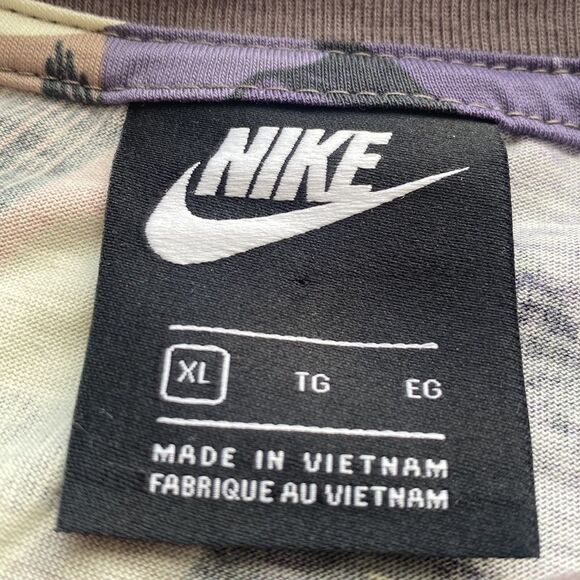 NIKE
XL TG EG
MADE IN VIETNAM
FABRIQUE AU VIETNAM